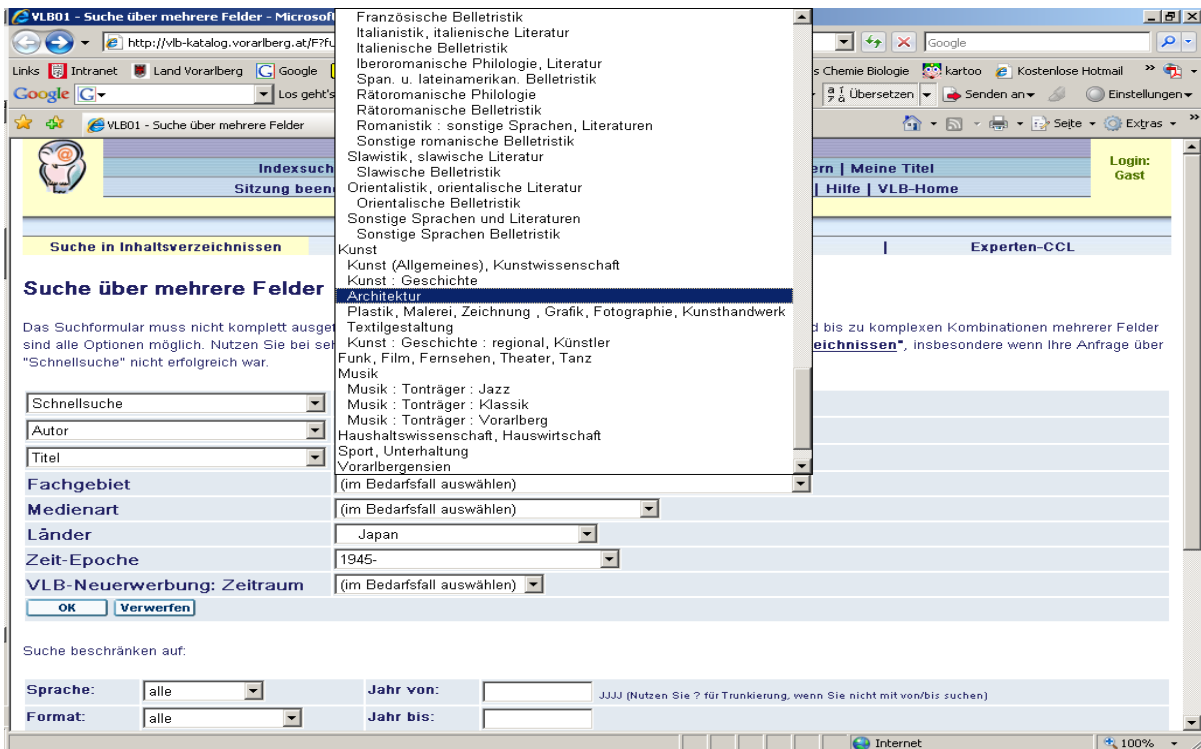 VLB01 - Suche über mehrere Felder - Microsoft
http://vlb-katalog.vorarlberg.at/F?fu
Google
Links Intranet Land Vorarlberg Google
s Chemie Biologie kartoo Kostenlose Hotmail »
Google G Los geht's
Übersetzen Senden an Einstellungen
VLB01 - Suche über mehrere Felder
Seite Extras »
Französische Belletristik
Italianistik, italienische Literatur
Italienische Belletristik
Iberoromanische Philologie, Literatur
Span. u. lateinamerikan. Belletristik
Rätoromanische Philologie
Rätoromanische Belletristik
Romanistik : sonstige Sprachen, Literaturen
Sonstige romanische Belletristik
Slawistik, slawische Literatur
Slawische Belletristik
Orientalistik, orientalische Literatur
Orientalische Belletristik
Sonstige Sprachen und Literaturen
Sonstige Sprachen Belletristik
Kunst
Kunst (Allgemeines), Kunstwissenschaft
Kunst : Geschichte
Architektur
Plastik, Malerei, Zeichnung , Grafik, Fotographie, Kunsthandwerk
Textilgestaltung
Kunst : Geschichte : regional, Künstler
Funk, Film, Fernsehen, Theater, Tanz
Musik
Musik : Tonträger : Jazz
Musik : Tonträger : Klassik
Musik : Tonträger : Vorarlberg
Haushaltswissenschaft, Hauswirtschaft
Sport, Unterhaltung
Vorarlbergensien
Indexsuch
ern | Meine Titel
Login:
Gast
Sitzung been
| Hilfe | VLB-Home
Suche in Inhaltsverzeichnissen
| Experten-CCL
Suche über mehrere Felder
Das Suchformular muss nicht komplett ausgef
d bis zu komplexen Kombinationen mehrerer Felder
sind alle Optionen möglich. Nutzen Sie bei seh
eichnissen", insbesondere wenn Ihre Anfrage über
"Schnellsuche" nicht erfolgreich war.
Schnellsuche
Autor
Titel
Fachgebiet (im Bedarfsfall auswählen)
Medienart (im Bedarfsfall auswählen)
Länder Japan
Zeit-Epoche 1945-
VLB-Neuerwerbung: Zeitraum (im Bedarfsfall auswählen)
OK Verwerfen
Suche beschränken auf:
Sprache: alle Jahr von: JJJJ (Nutzen Sie ? für Trunkierung, wenn Sie nicht mit von/bis suchen)
Format: alle Jahr bis:
Internet 100%